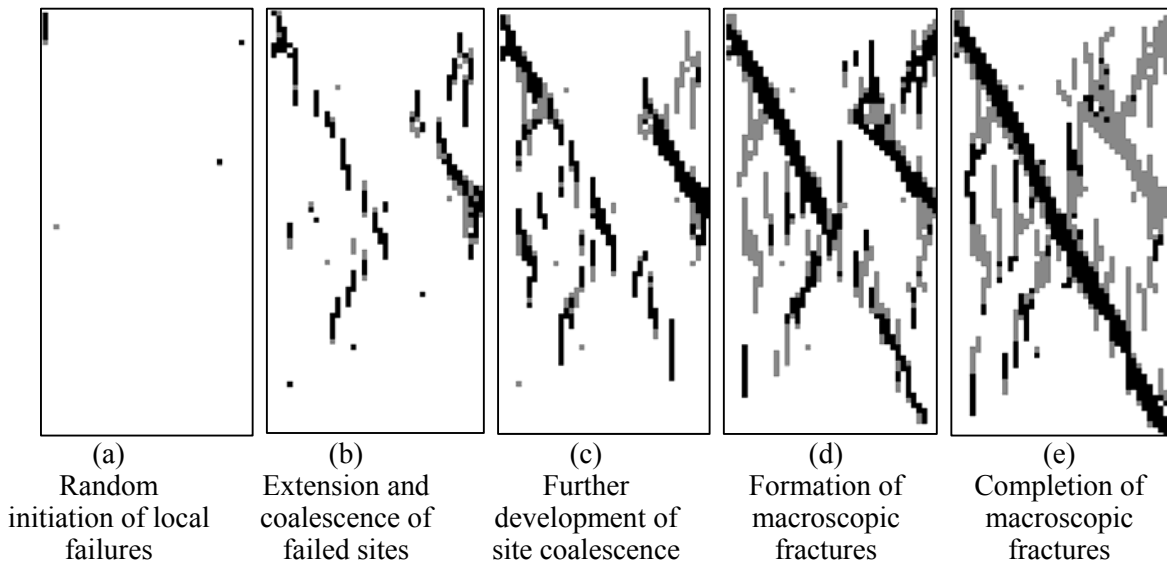 (a)
Random
initiation of local
failures
(b)
Extension and
coalescence of
failed sites
(c)
Further
development of
site coalescence
(d)
Formation of
macroscopic
fractures
(e)
Completion of
macroscopic
fractures